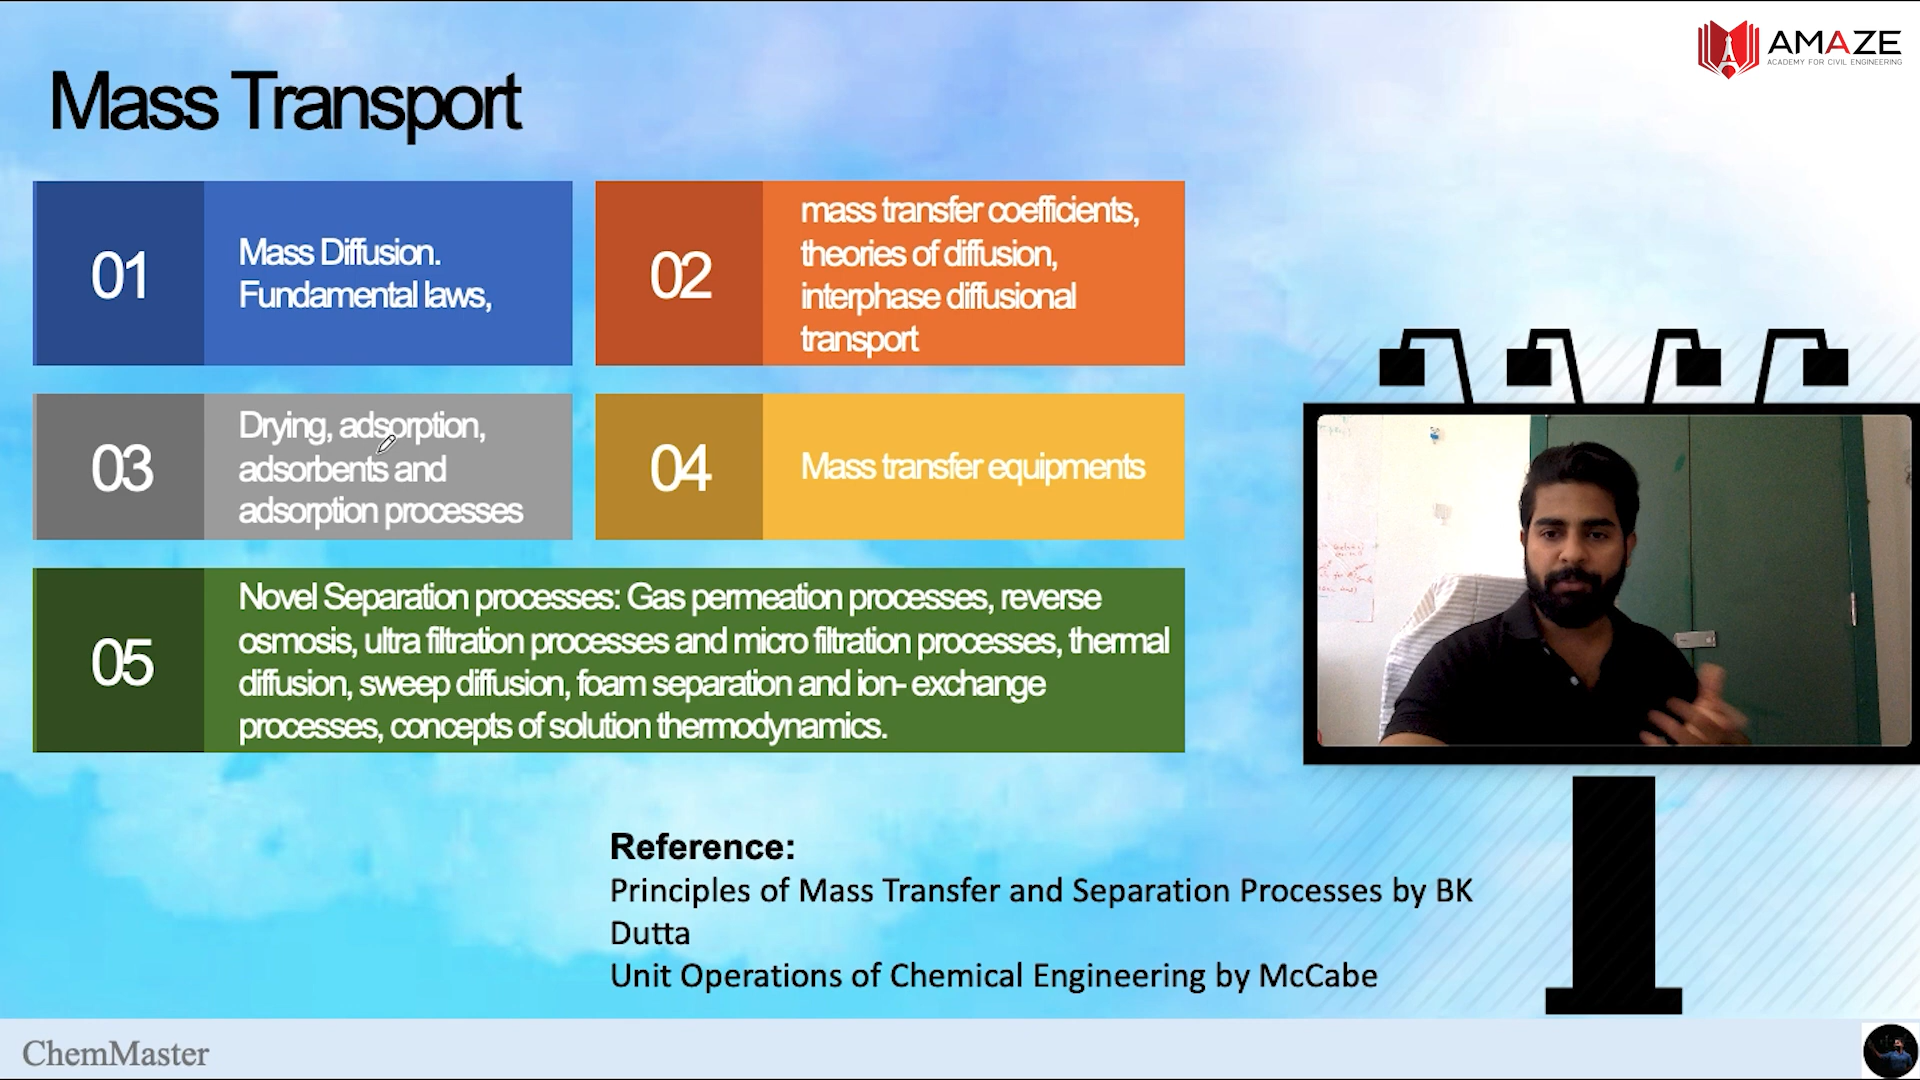 AMAZE
ACADEMY FOR CIVIL ENGINEERING
Mass Transport
01
Mass Diffusion.
Fundamental laws,
02
mass transfer coefficients,
theories of diffusion,
interphase diffusional
transport
03
Drying, adsorption,
adsorbents and
adsorption processes
04
Mass transfer equipments
05
Novel Separation processes: Gas permeation processes, reverse
osmosis, ultra filtration processes and micro filtration processes, thermal
diffusion, sweep diffusion, foam separation and ion- exchange
processes, concepts of solution thermodynamics.
Reference:
Principles of Mass Transfer and Separation Processes by BK
Dutta
Unit Operations of Chemical Engineering by McCabe
ChemMaster